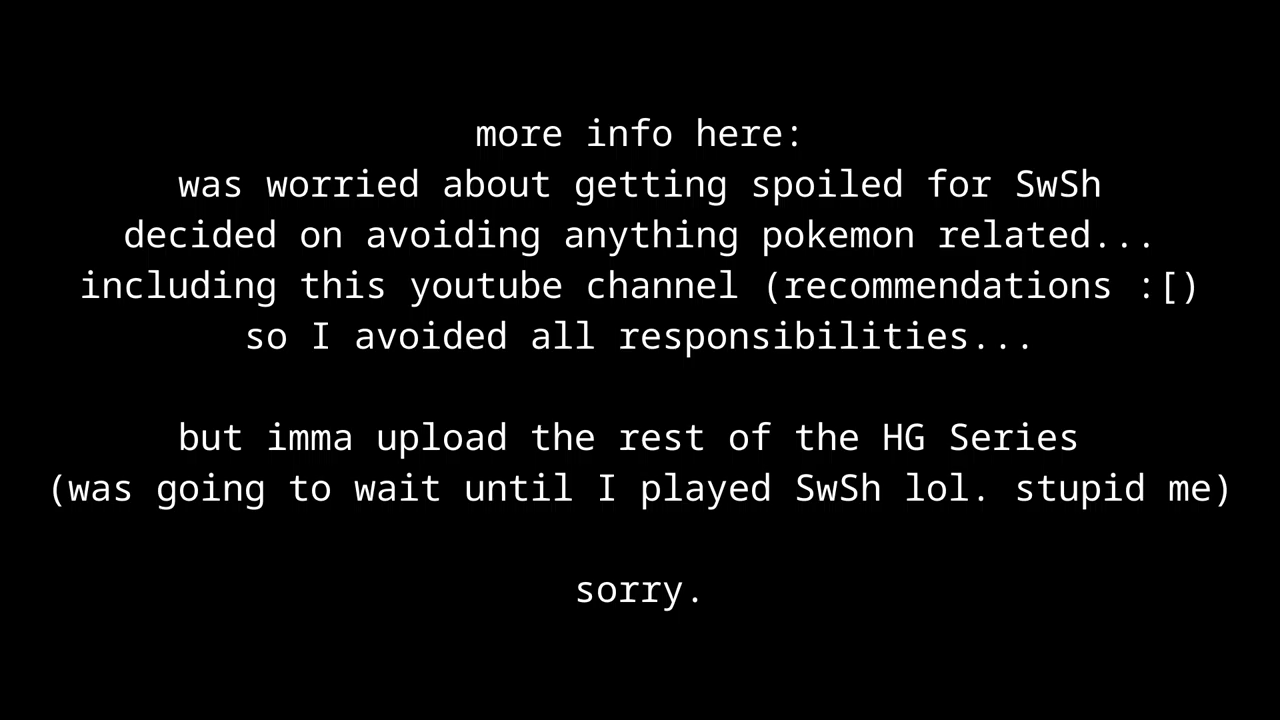 more info here:
was worried about getting spoiled for SwSh
decided on avoiding anything pokemon related...
including this youtube channel (recommendations :[)
so I avoided all responsibilities...
but imma upload the rest of the HG Series
(was going to wait until I played SwSh lol. stupid me)
sorry.